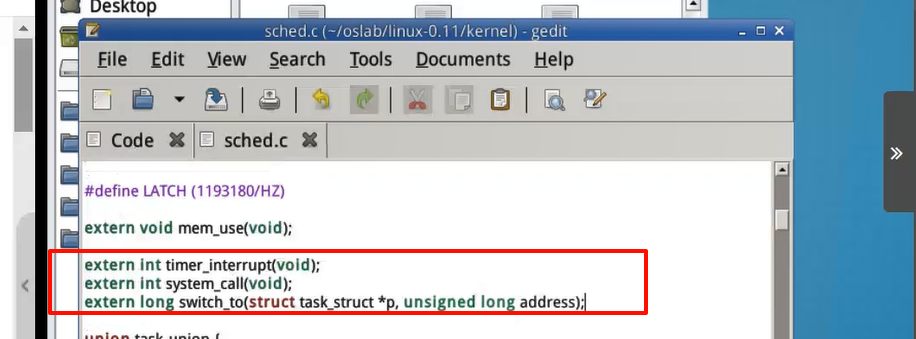 Desktop
sched.c (~/oslab/linux-0.11/kernel) - gedit
File Edit View Search Tools Documents Help
Code sched.c
#define LATCH (1193180/HZ)
extern void mem_use(void);
extern int timer_interrupt(void);
extern int system_call(void);
extern long switch_to(struct task_struct *p, unsigned long address);
union task_union {